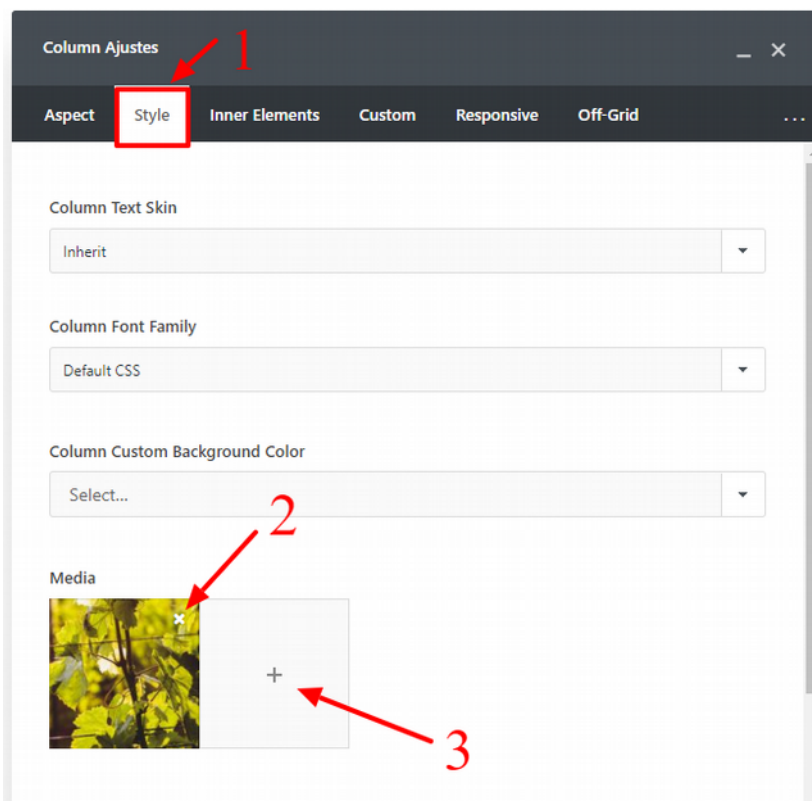 Column Ajustes
1
Aspect Style Inner Elements Custom Responsive Off-Grid ...
Column Text Skin
Inherit
Column Font Family
Default CSS
Column Custom Background Color
Select...
2
Media
+
3